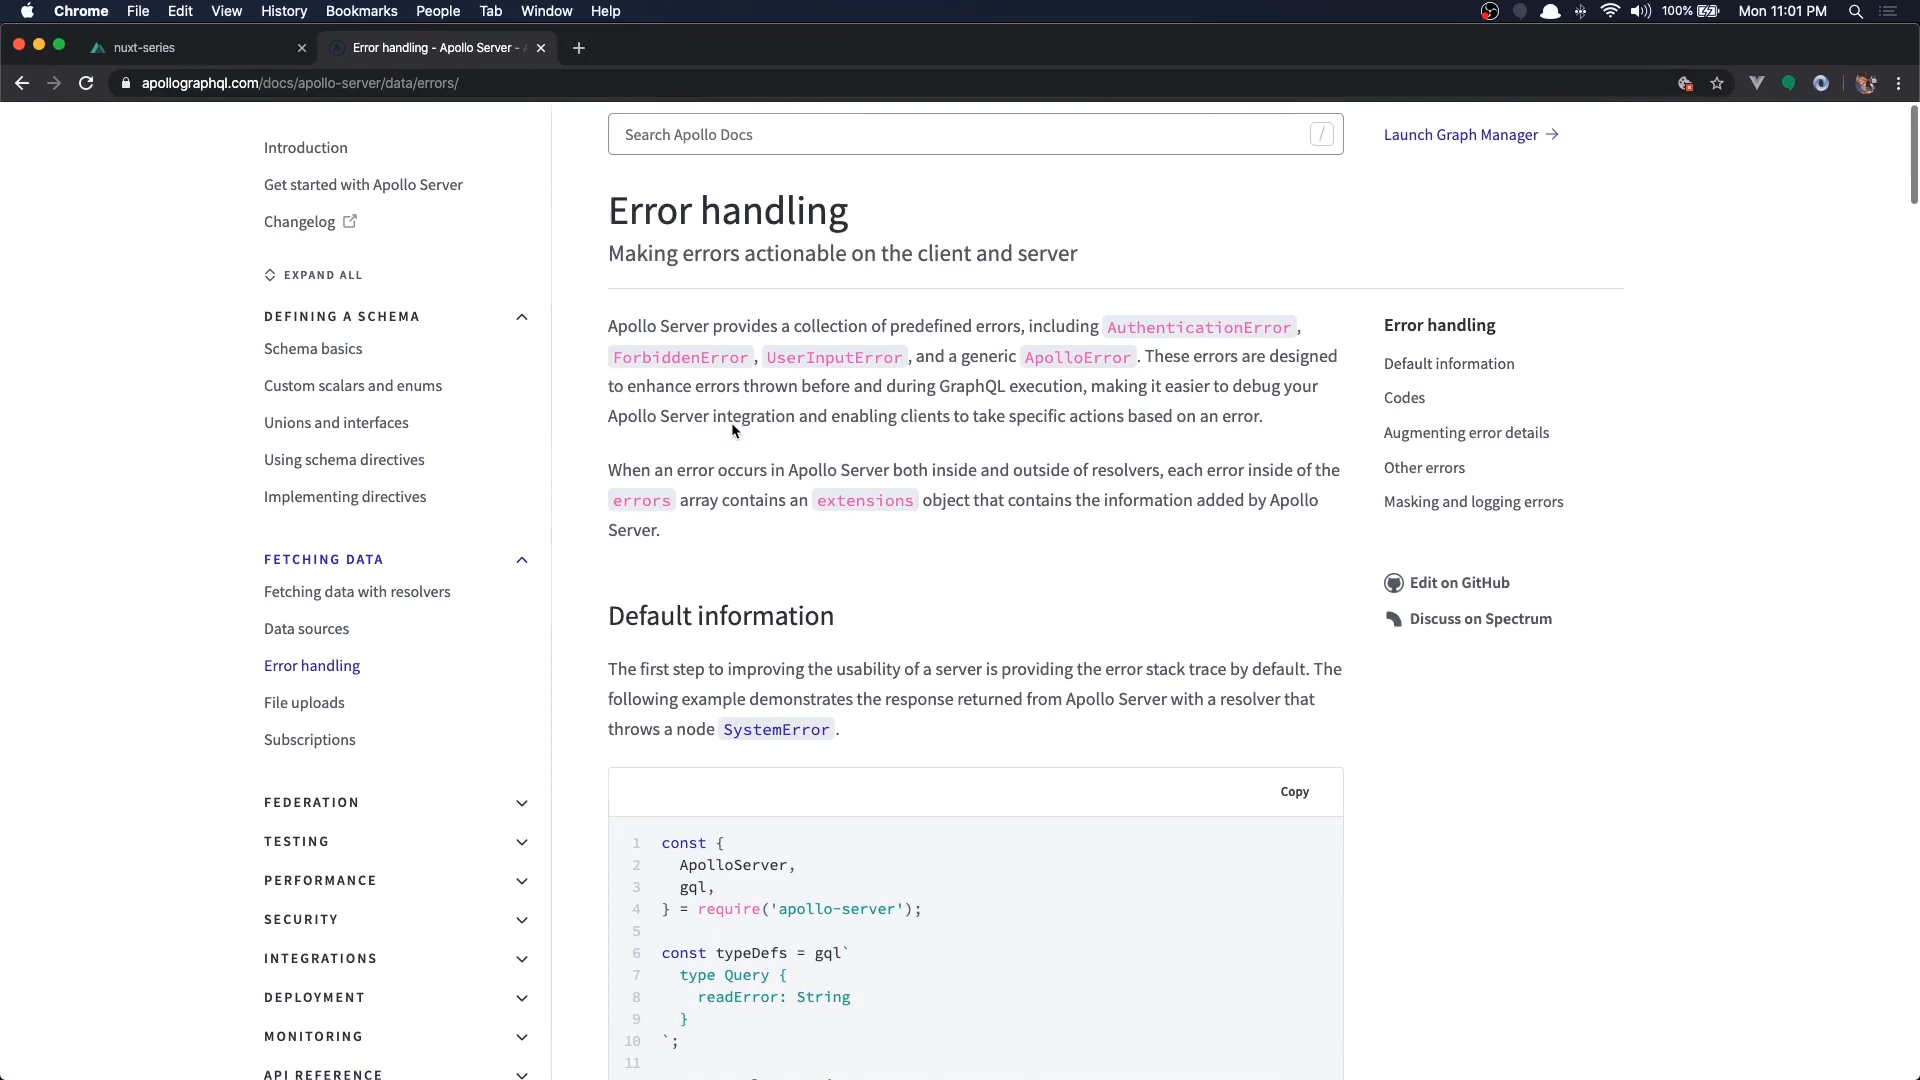 Chrome File Edit View History Bookmarks People Tab Window Help 100% Mon 11:01 PM
nuxt-series
Error handling - Apollo Server -
apollographql.com/docs/apollo-server/data/errors/
Introduction
Get started with Apollo Server
Changelog
EXPAND ALL
DEFINING A SCHEMA
Schema basics
Custom scalars and enums
Unions and interfaces
Using schema directives
Implementing directives
FETCHING DATA
Fetching data with resolvers
Data sources
Error handling
File uploads
Subscriptions
FEDERATION
TESTING
PERFORMANCE
SECURITY
INTEGRATIONS
DEPLOYMENT
MONITORING
API REFERENCE
Search Apollo Docs /
Launch Graph Manager →
Error handling
Making errors actionable on the client and server
Apollo Server provides a collection of predefined errors, including AuthenticationError,
ForbiddenError, UserInputError, and a generic ApolloError. These errors are designed
to enhance errors thrown before and during GraphQL execution, making it easier to debug your
Apollo Server integration and enabling clients to take specific actions based on an error.
When an error occurs in Apollo Server both inside and outside of resolvers, each error inside of the
errors array contains an extensions object that contains the information added by Apollo
Server.
Default information
The first step to improving the usability of a server is providing the error stack trace by default. The
following example demonstrates the response returned from Apollo Server with a resolver that
throws a node SystemError.
Copy
1 const {
2 ApolloServer,
3 gql,
4 } = require('apollo-server');
5
6 const typeDefs = gql`
7 type Query {
8 readError: String
9 }
10 `;
11
Error handling
Default information
Codes
Augmenting error details
Other errors
Masking and logging errors
Edit on GitHub
Discuss on Spectrum